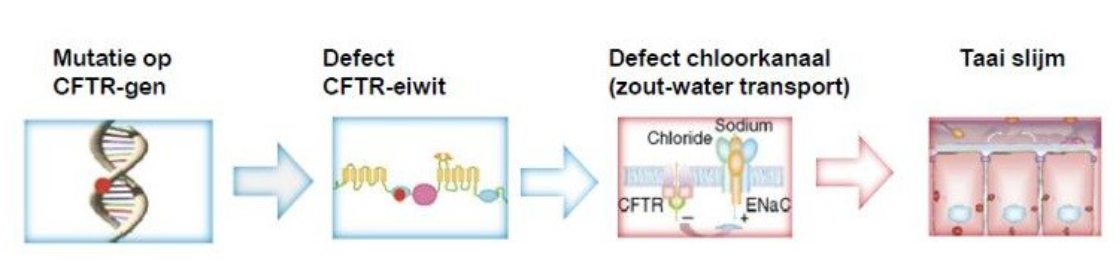 Mutatie op
CFTR-gen
Defect
CFTR-eiwit
Defect chloorkanaal
(zout-water transport)
Taai slijm
Chloride
Sodium
CFTR
ENaC
−
+